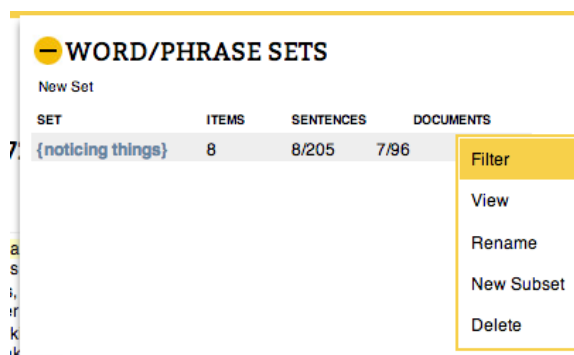 WORD/PHRASE SETS
New Set
SET ITEMS SENTENCES DOCUMENTS
{noticing things} 8 8/205 7/96
Filter
View
Rename
New Subset
Delete